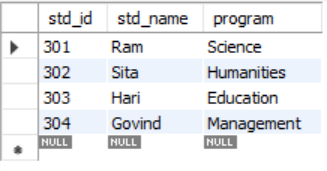 std_id std_name program
301 Ram Science
302 Sita Humanities
303 Hari Education
304 Govind Management
NULL NULL NULL